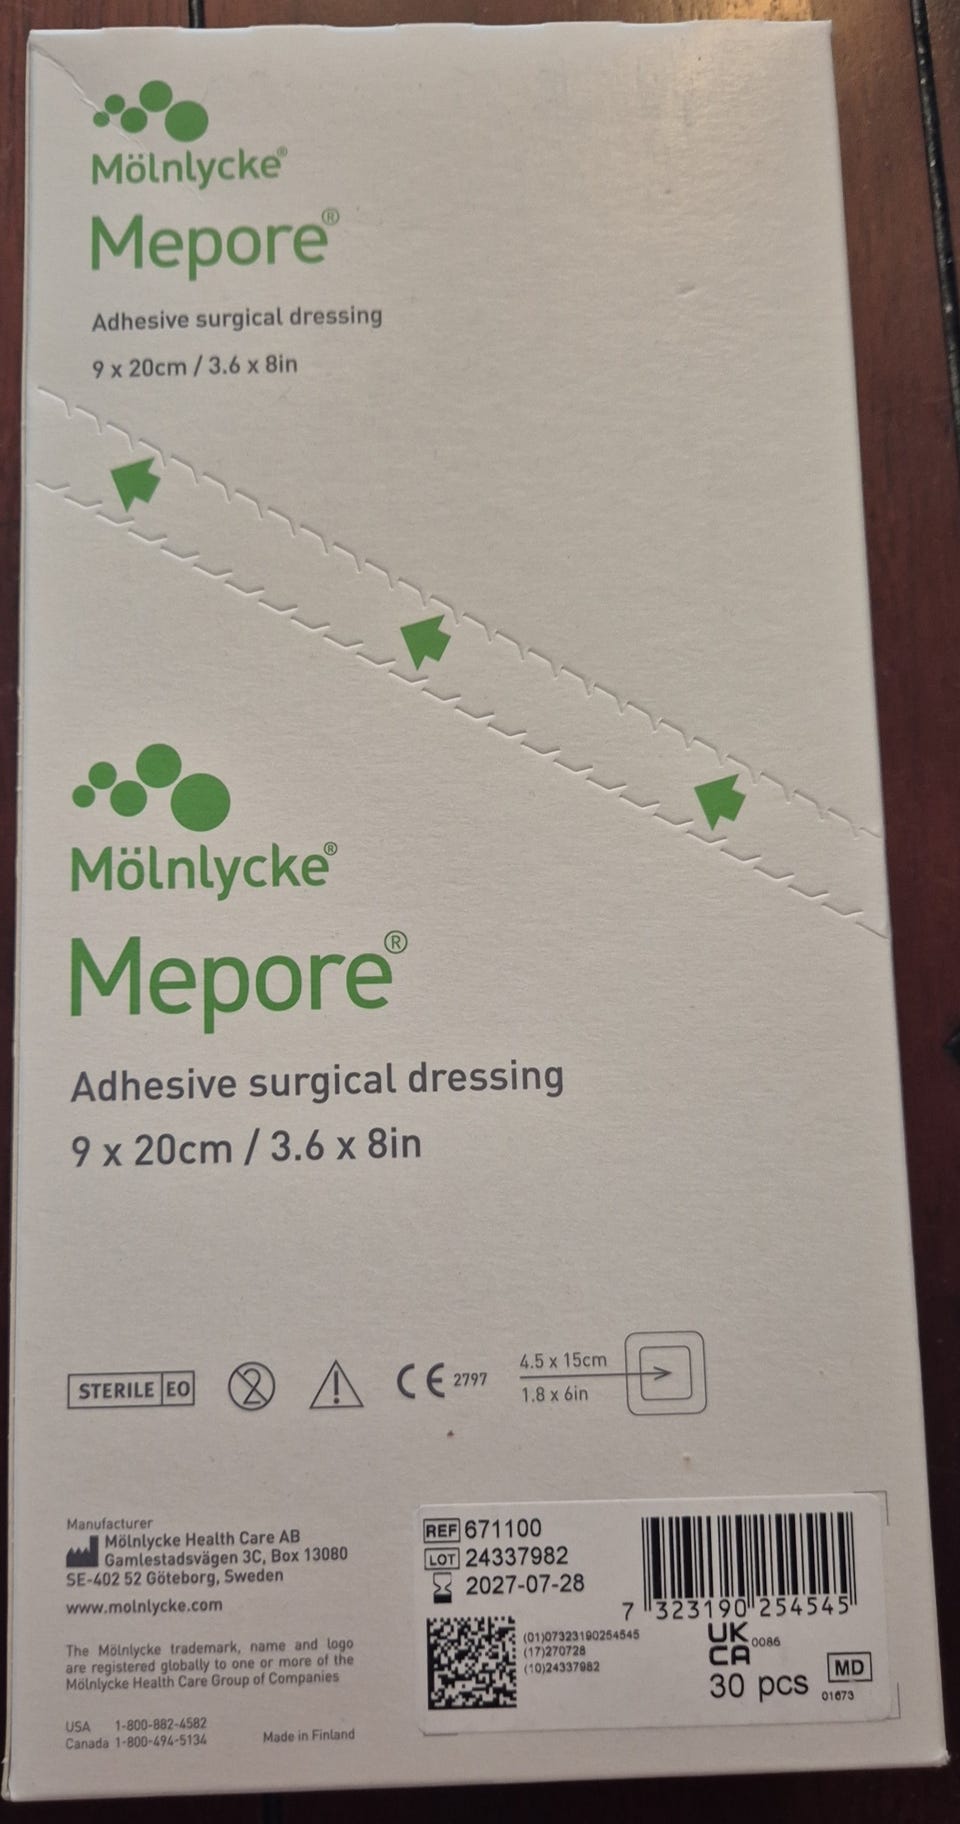 Mölnlycke®
Mepore®
Adhesive surgical dressing
9 x 20cm / 3.6 x 8in
Mölnlycke®
Mepore®
Adhesive surgical dressing
9 x 20cm / 3.6 x 8in
STERILE EO
2
!
CE 2797
4.5 x 15cm
1.8 x 6in
Manufacturer
Mölnlycke Health Care AB
Gamlestadsvägen 3C, Box 13080
SE-402 52 Göteborg, Sweden
www.molnlycke.com
The Mölnlycke trademark, name and logo
are registered globally to one or more of the
Mölnlycke Health Care Group of Companies
USA 1-800-882-4582
Canada 1-800-494-5134
Made in Finland
REF 671100
LOT 24337982
2027-07-28
7 323190 254545
(01)07323190254545
(17)270728
(10)24337982
UK
CA 0086
30 pcs
MD
01673